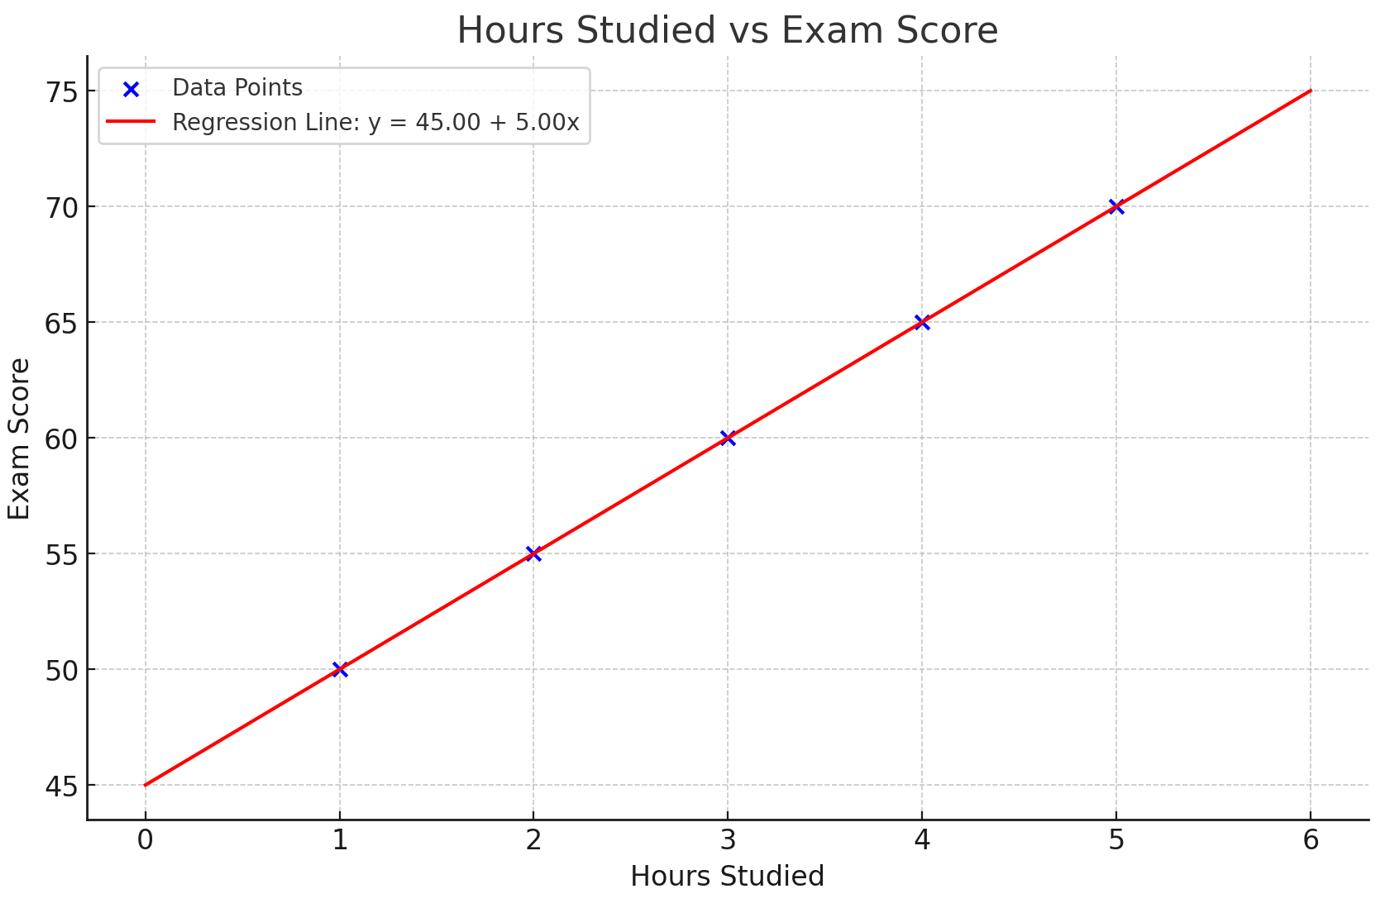 Hours Studied vs Exam Score
Data Points
Regression Line: y = 45.00 + 5.00x
75
70
65
60
55
50
45
Exam Score
0 1 2 3 4 5 6
Hours Studied